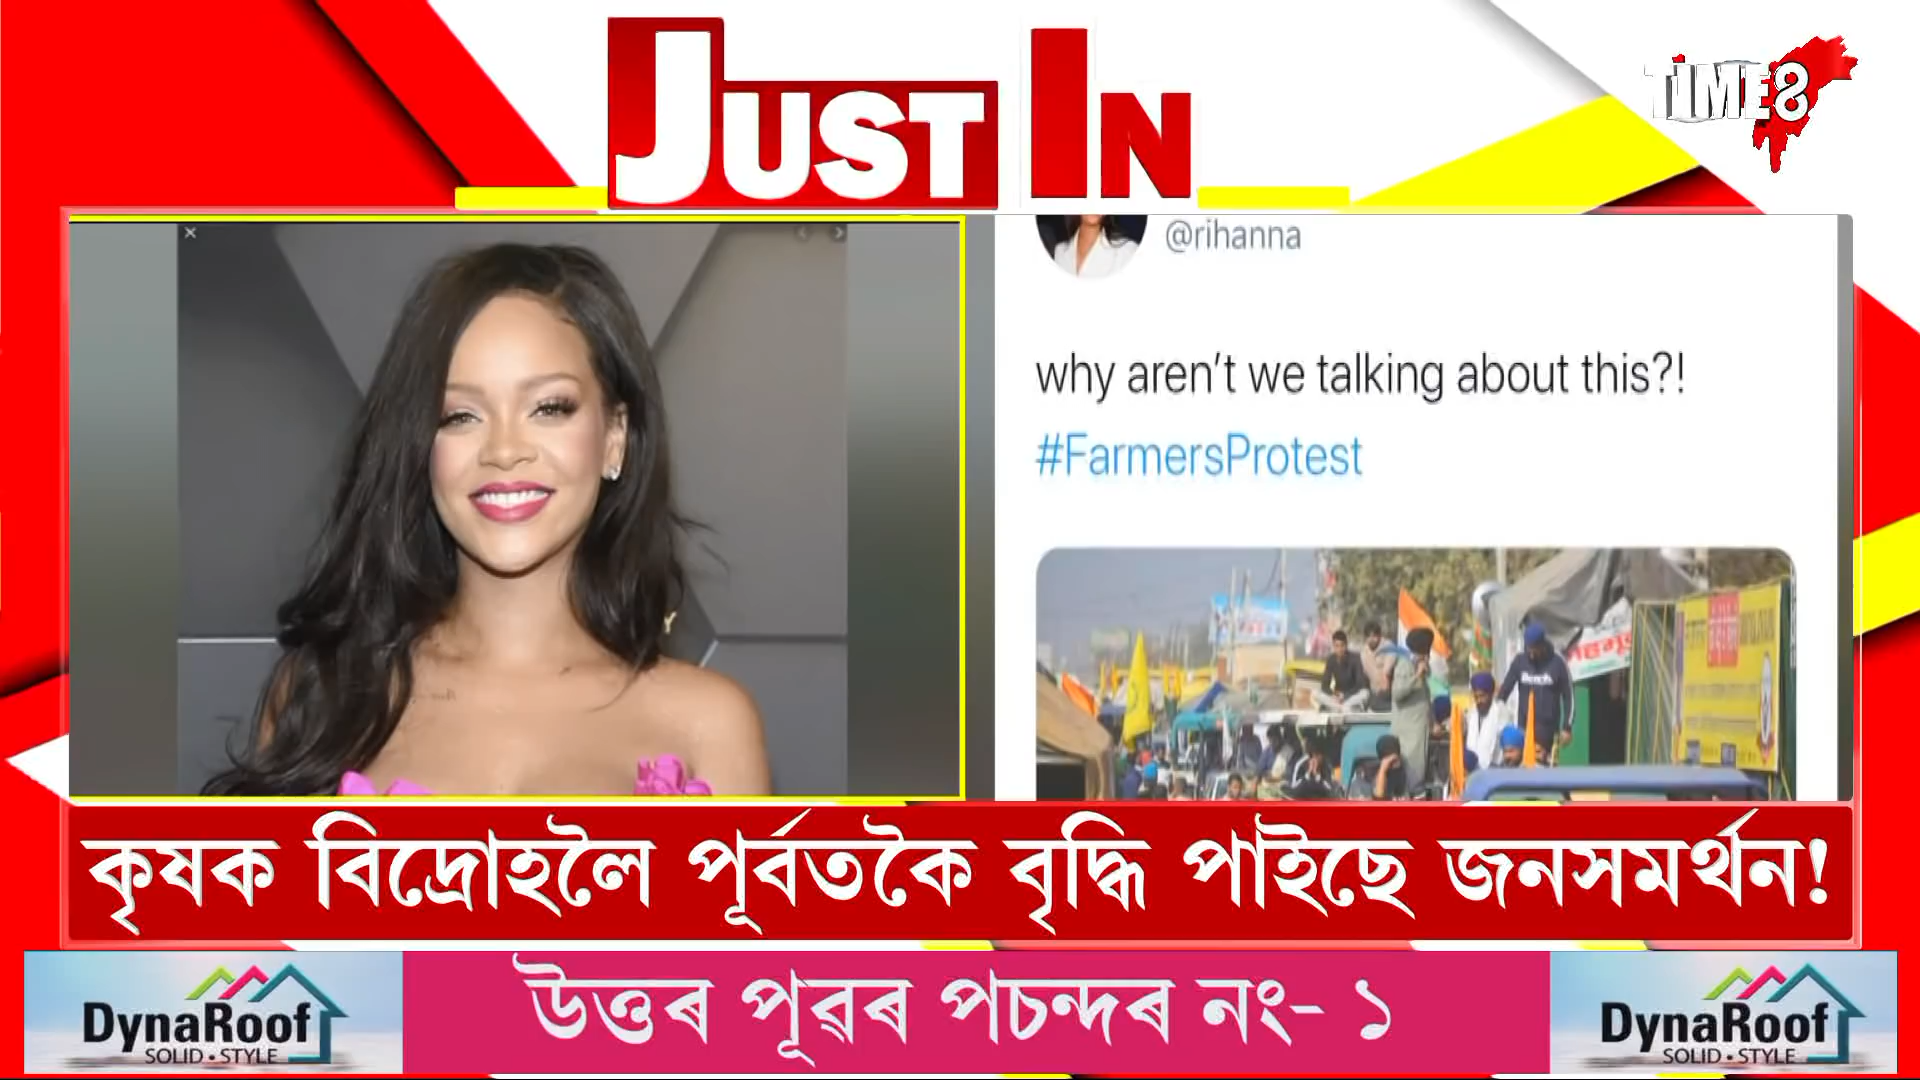 JUST IN
TIME8
@rihanna
why aren't we talking about this?!
#FarmersProtest
কৃষক বিদ্ৰোহলৈ পূৰ্বতকৈ বৃদ্ধি পাইছে জনসমৰ্থন!
DynaRoof
SOLID • STYLE
উত্তৰ পূৱৰ পচন্দৰ নং- ১
DynaRoof
SOLID • STYLE